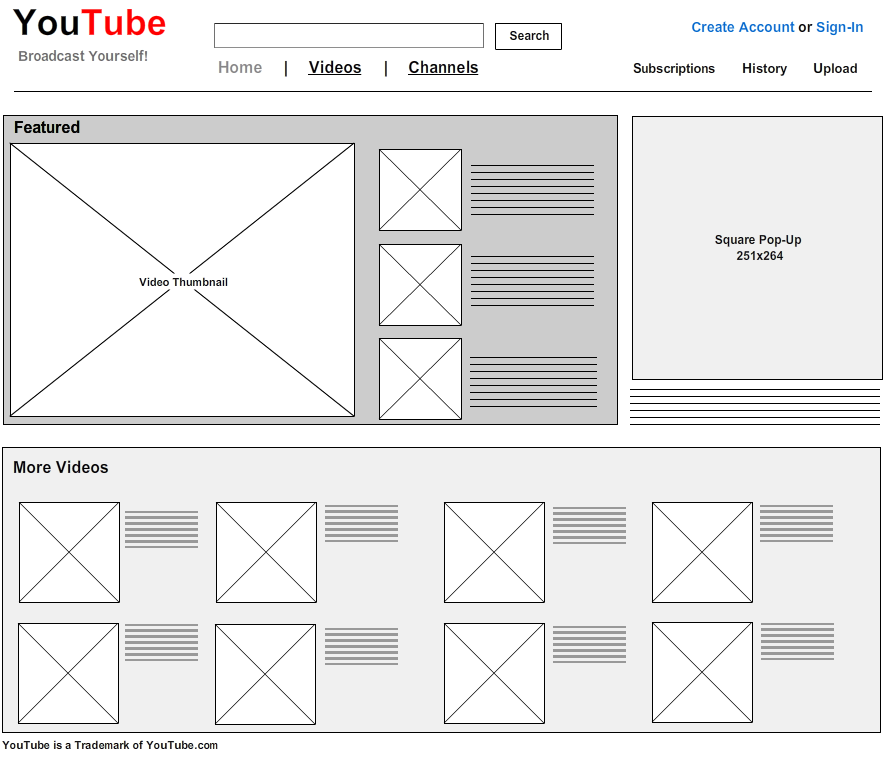 YouTube
Broadcast Yourself!
Search
Create Account or Sign-In
Home | Videos | Channels
Subscriptions History Upload
Featured
Video Thumbnail
Square Pop-Up
251x264
More Videos
YouTube is a Trademark of YouTube.com